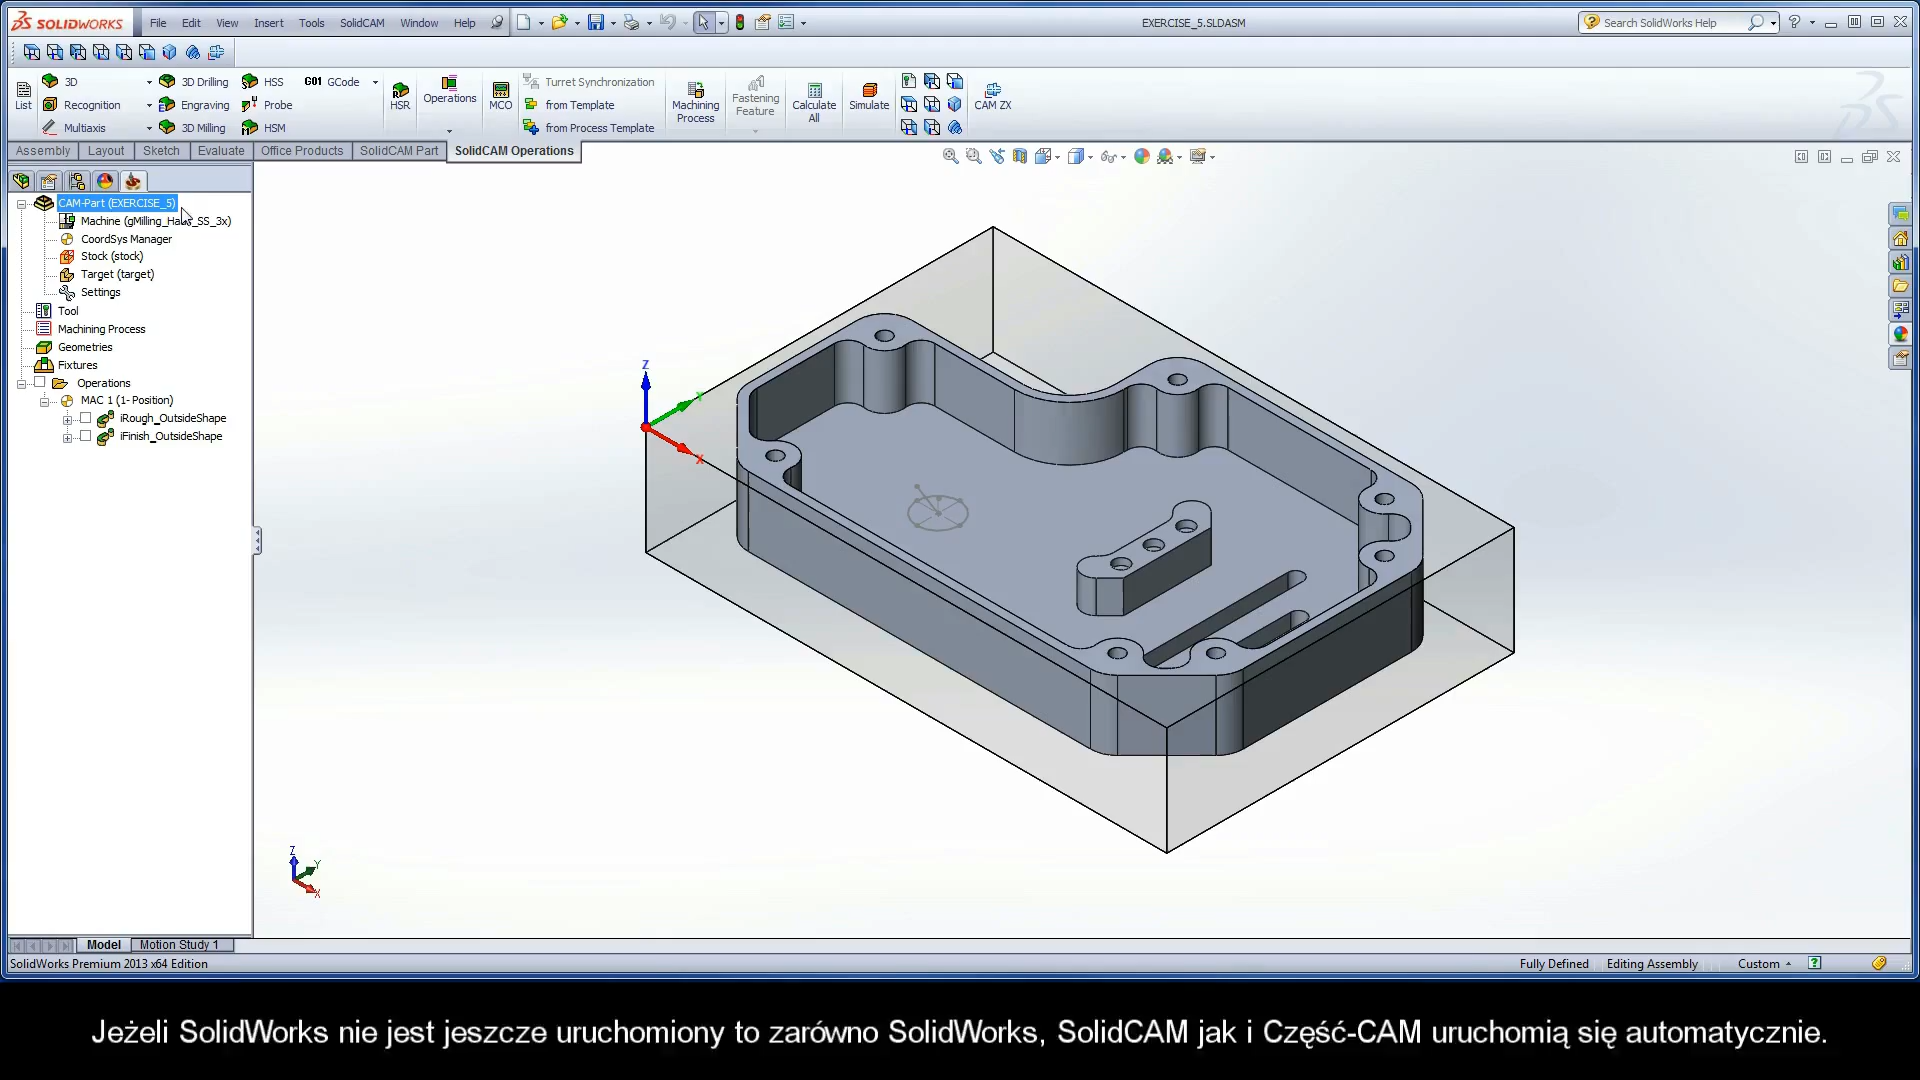 SOLIDWORKS File Edit View Insert Tools SolidCAM Window Help EXERCISE_5.SLDASM Search SolidWorks Help
3D 3D Drilling HSS G01 GCode Turret Synchronization
List Recognition Engraving Probe HSR Operations MCO from Template Machining Process Fastening Feature Calculate All Simulate CAM ZX
Multiaxis 3D Milling HSM from Process Template
Assembly Layout Sketch Evaluate Office Products SolidCAM Part SolidCAM Operations
CAM-Part (EXERCISE_5)
CoordSys Manager
Stock (stock)
Target (target)
Settings
Tool
Machining Process
Geometries
Fixtures
Operations
MAC 1 (1- Position)
iRough_OutsideShape
iFinish_OutsideShape
Z
Y
X
Z
Y
X
Model Motion Study 1
SolidWorks Premium 2013 x64 Edition Fully Defined Editing Assembly Custom
Jeżeli SolidWorks nie jest jeszcze uruchomiony to zarówno SolidWorks, SolidCAM jak i Część-CAM uruchomią się automatycznie.